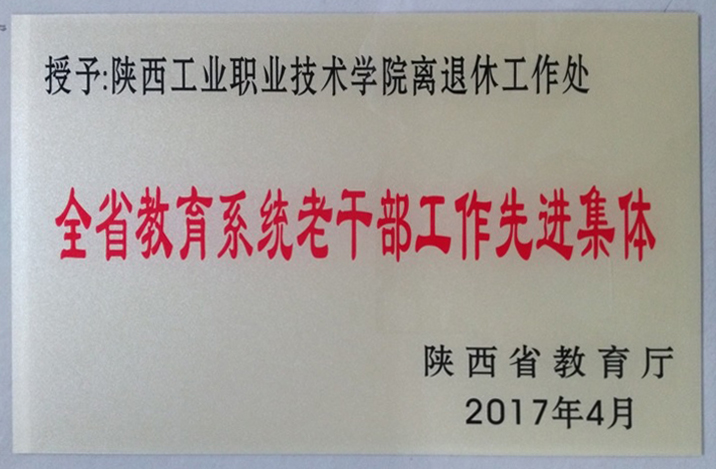 授予:陕西工业职业技术学院离退休工作处
全省教育系统老干部工作先进集体
陕西省教育厅
2017年4月